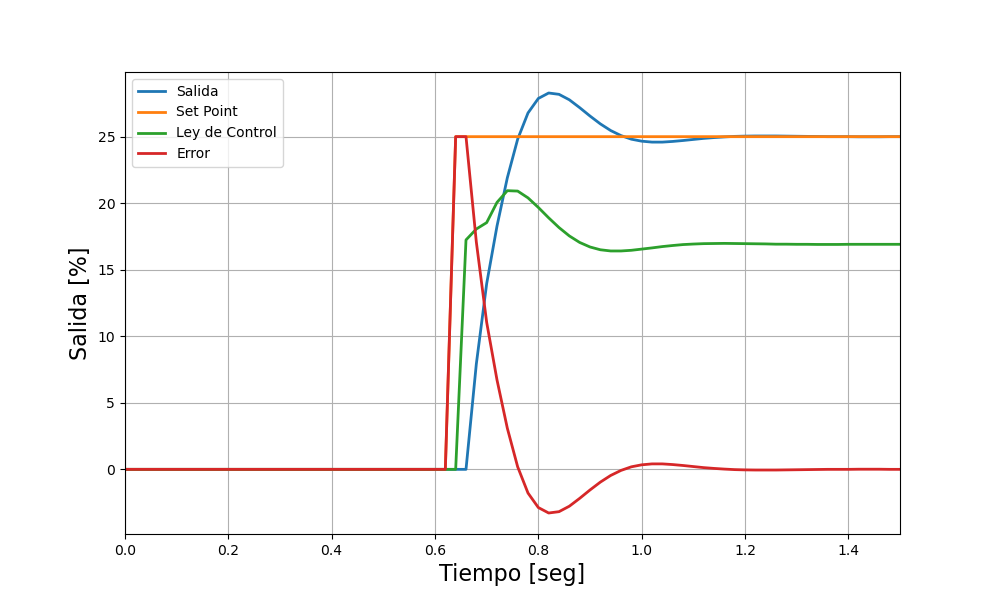 Salida
Set Point
Ley de Control
Error
25
20
15
10
5
0
Salida [%]
0.0 0.2 0.4 0.6 0.8 1.0 1.2 1.4
Tiempo [seg]